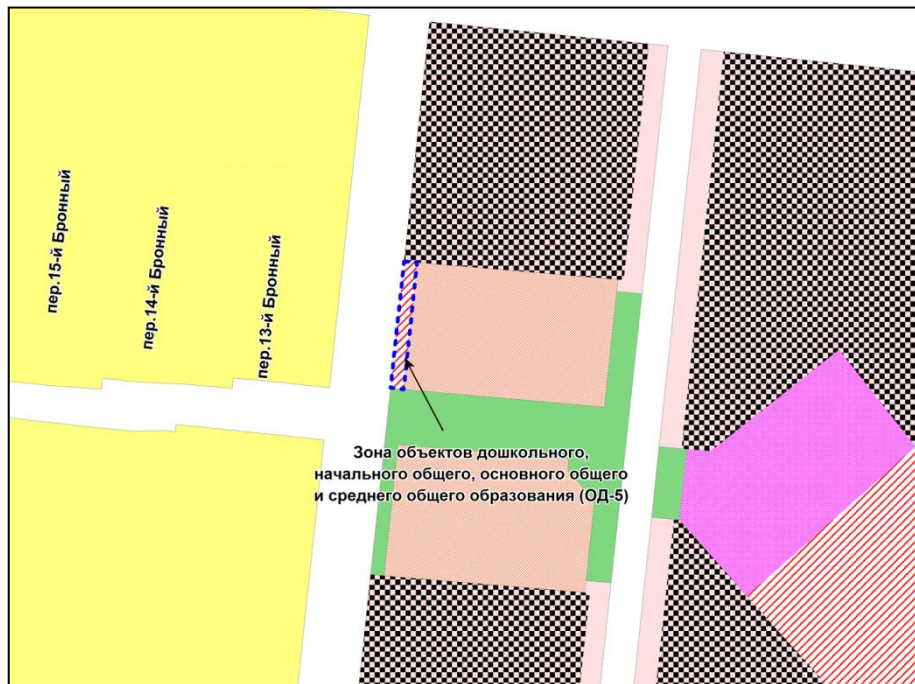 пер.15-й Бронный
пер.14-й Бронный
пер.13-й Бронный
Зона объектов дошкольного,
начального общего, основного общего
и среднего общего образования (ОД-5)